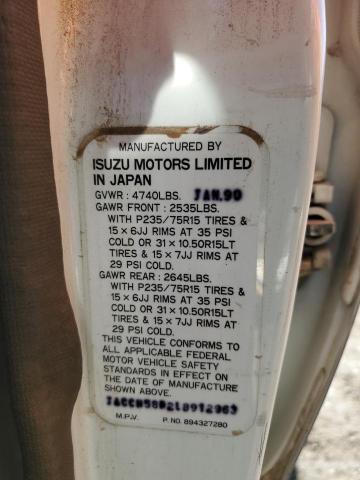 MANUFACTURED BY
ISUZU MOTORS LIMITED
IN JAPAN
GVWR : 4740LBS. JAN.90
GAWR FRONT : 2535LBS.
WITH P235/75R15 TIRES &
15 × 6JJ RIMS AT 35 PSI
COLD OR 31 × 10.50R15LT
TIRES & 15 × 7JJ RIMS AT
29 PSI COLD.
GAWR REAR : 2645LBS.
WITH P235/75R15 TIRES &
15 × 6JJ RIMS AT 35 PSI
COLD OR 31 × 10.50R15LT
TIRES & 15 × 7JJ RIMS AT
29 PSI COLD.
THIS VEHICLE CONFORMS TO
ALL APPLICABLE FEDERAL
MOTOR VEHICLE SAFETY
STANDARDS IN EFFECT ON
THE DATE OF MANUFACTURE
SHOWN ABOVE.
M.P.V. P. NO. 894327280